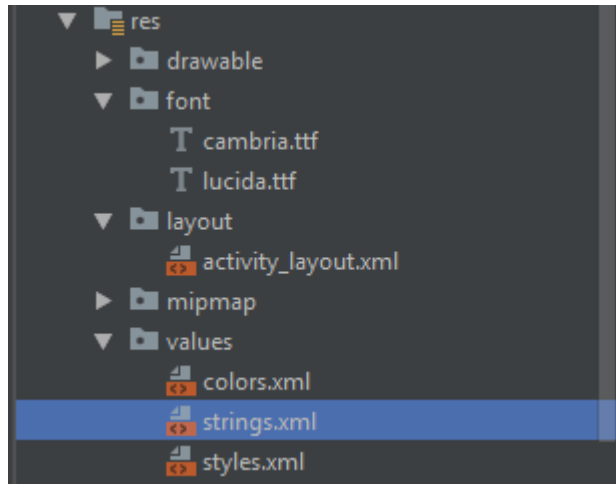 res
drawable
font
cambria.ttf
lucida.ttf
layout
activity_layout.xml
mipmap
values
colors.xml
strings.xml
styles.xml